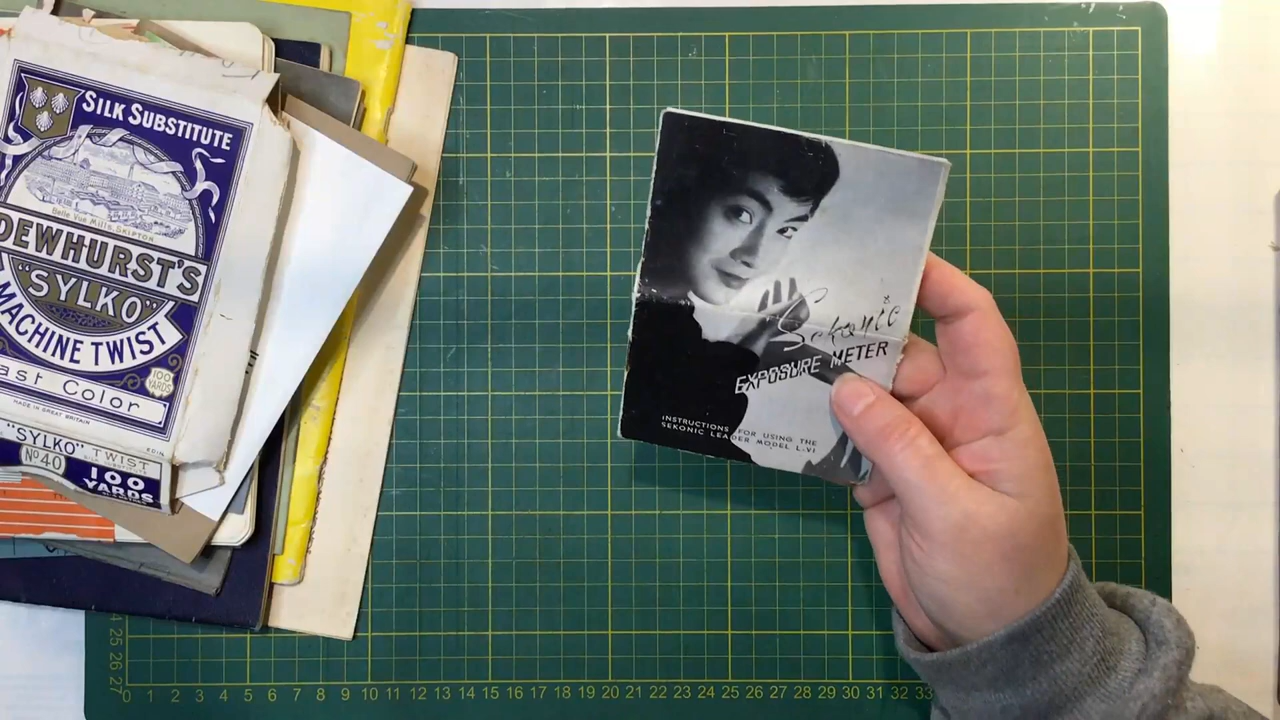 SILK SUBSTITUTE
Belle Vue Mills, SKIPTON
DEWHURST'S
"SYLKO"
MACHINE TWIST
100
YARDS
Fast Color
MADE IN GREAT BRITAIN
"SYLKO" TWIST
Nº 40
100
YARDS
Sekonic
EXPOSURE METER
INSTRUCTIONS FOR USING THE
SEKONIC LEADER MODEL L-VI
24 25 26 27
0 1 2 3 4 5 6 7 8 9 10 11 12 13 14 15 16 17 18 19 20 21 22 23 24 25 26 27 28 29 30 31 32 33